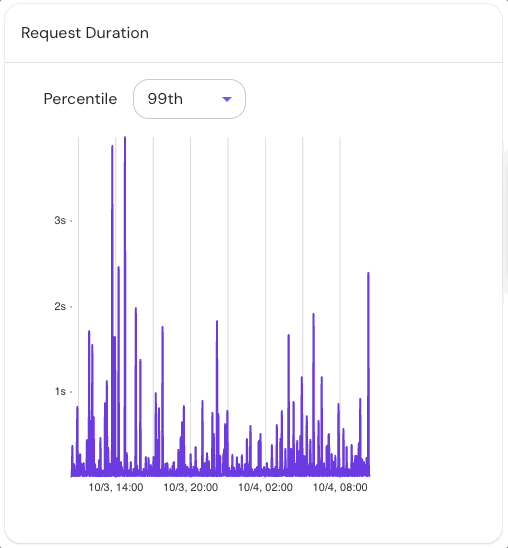 Request Duration
Percentile 99th
3s
2s
1s
10/3, 14:00 10/3, 20:00 10/4, 02:00 10/4, 08:00